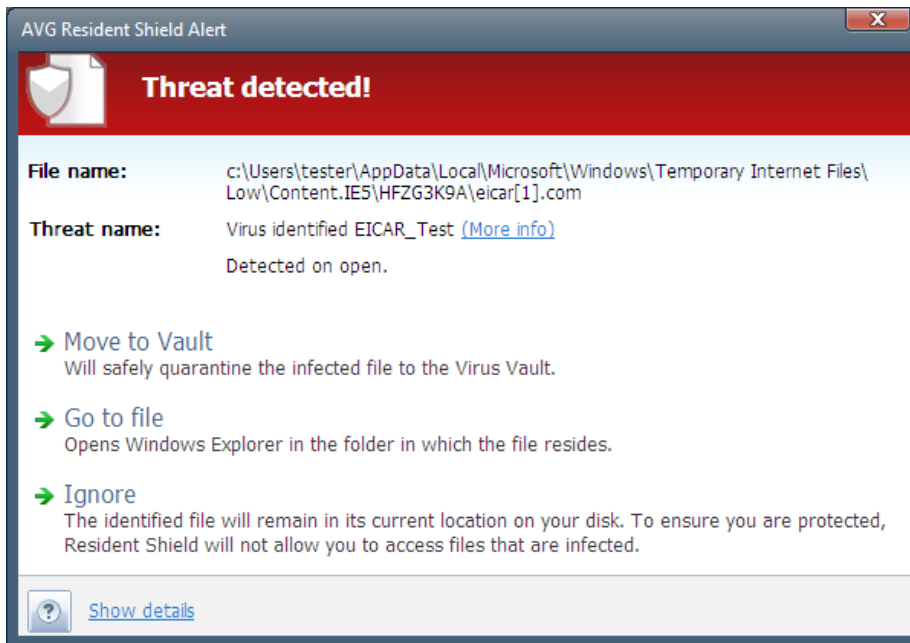 AVG Resident Shield Alert
Threat detected!
File name: c:\Users\tester\AppData\Local\Microsoft\Windows\Temporary Internet Files\
Low\Content.IE5\HFZG3K9A\eicar[1].com
Threat name: Virus identified EICAR_Test (More info)
Detected on open.
Move to Vault
Will safely quarantine the infected file to the Virus Vault.
Go to file
Opens Windows Explorer in the folder in which the file resides.
Ignore
The identified file will remain in its current location on your disk. To ensure you are protected,
Resident Shield will not allow you to access files that are infected.
? Show details